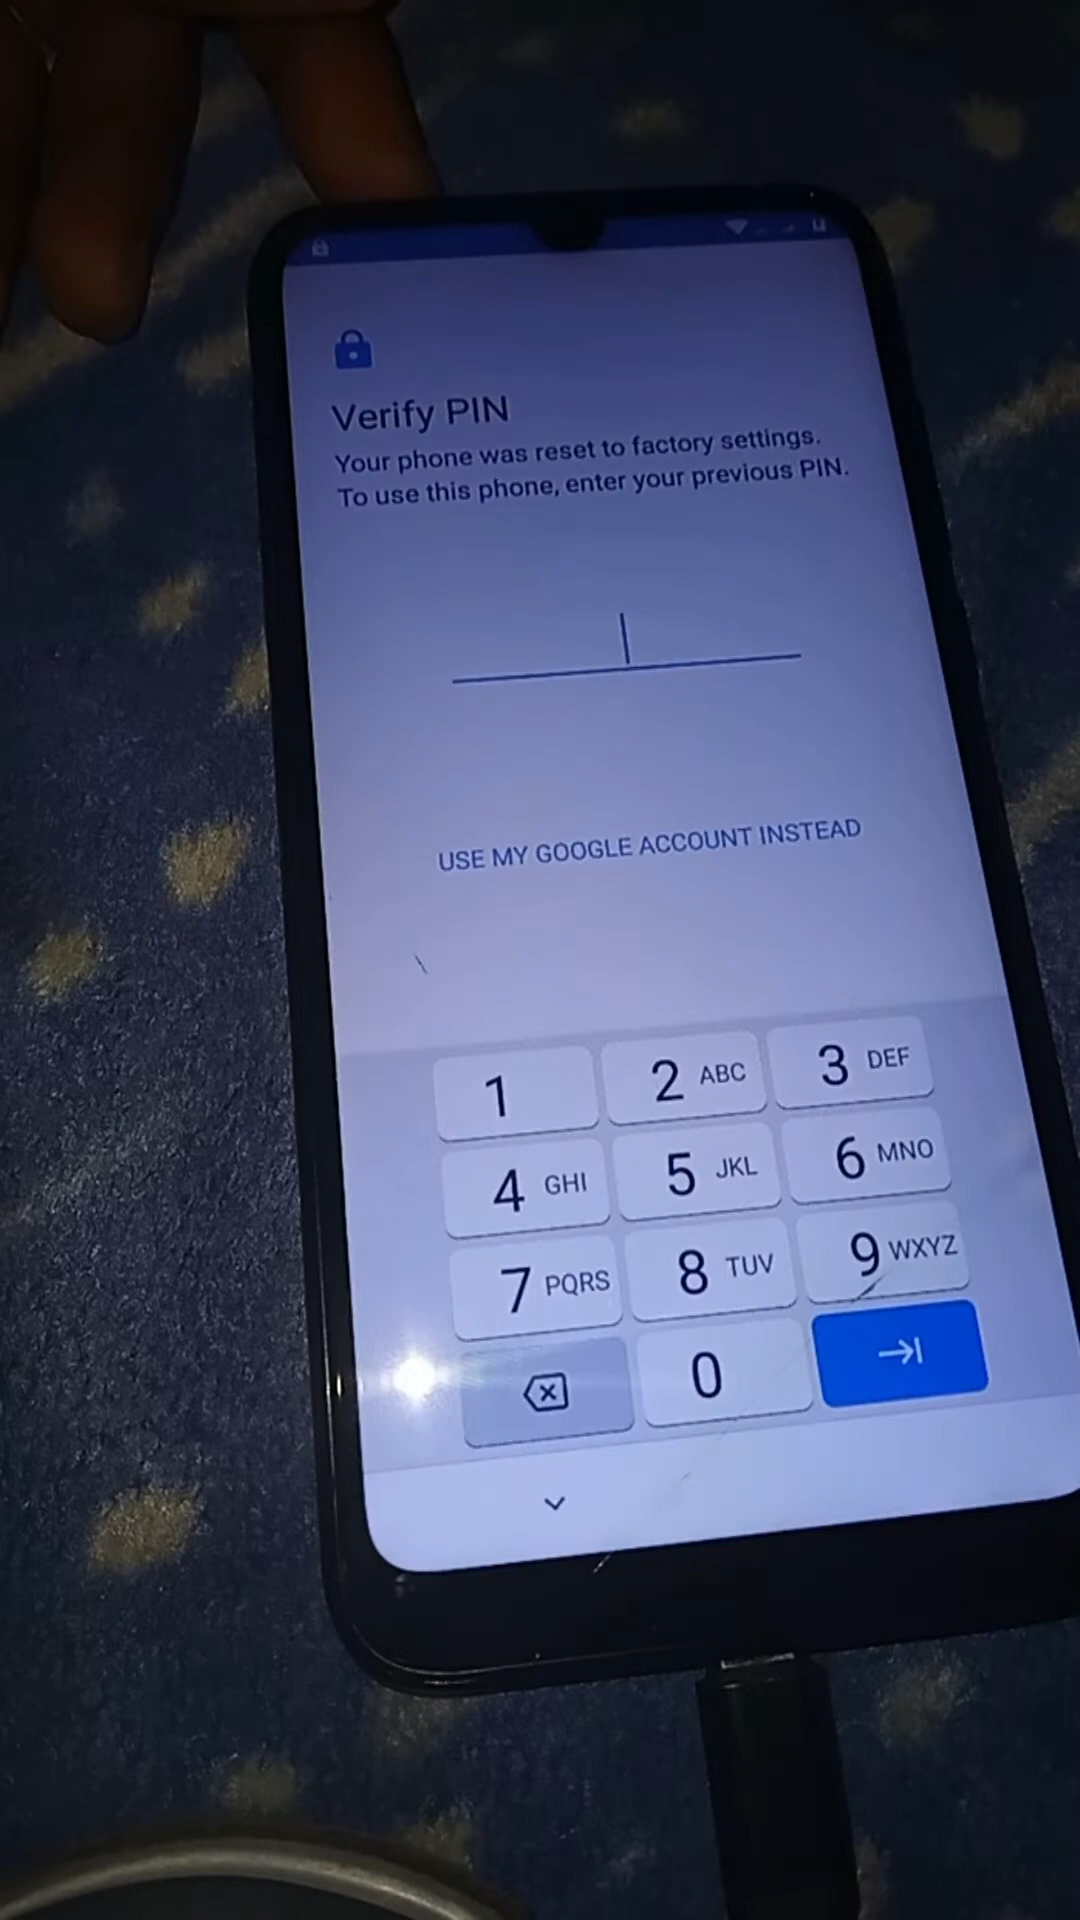 Verify PIN
Your phone was reset to factory settings.
To use this phone, enter your previous PIN.
USE MY GOOGLE ACCOUNT INSTEAD
1 2 ABC 3 DEF
4 GHI 5 JKL 6 MNO
7 PQRS 8 TUV 9 WXYZ
0